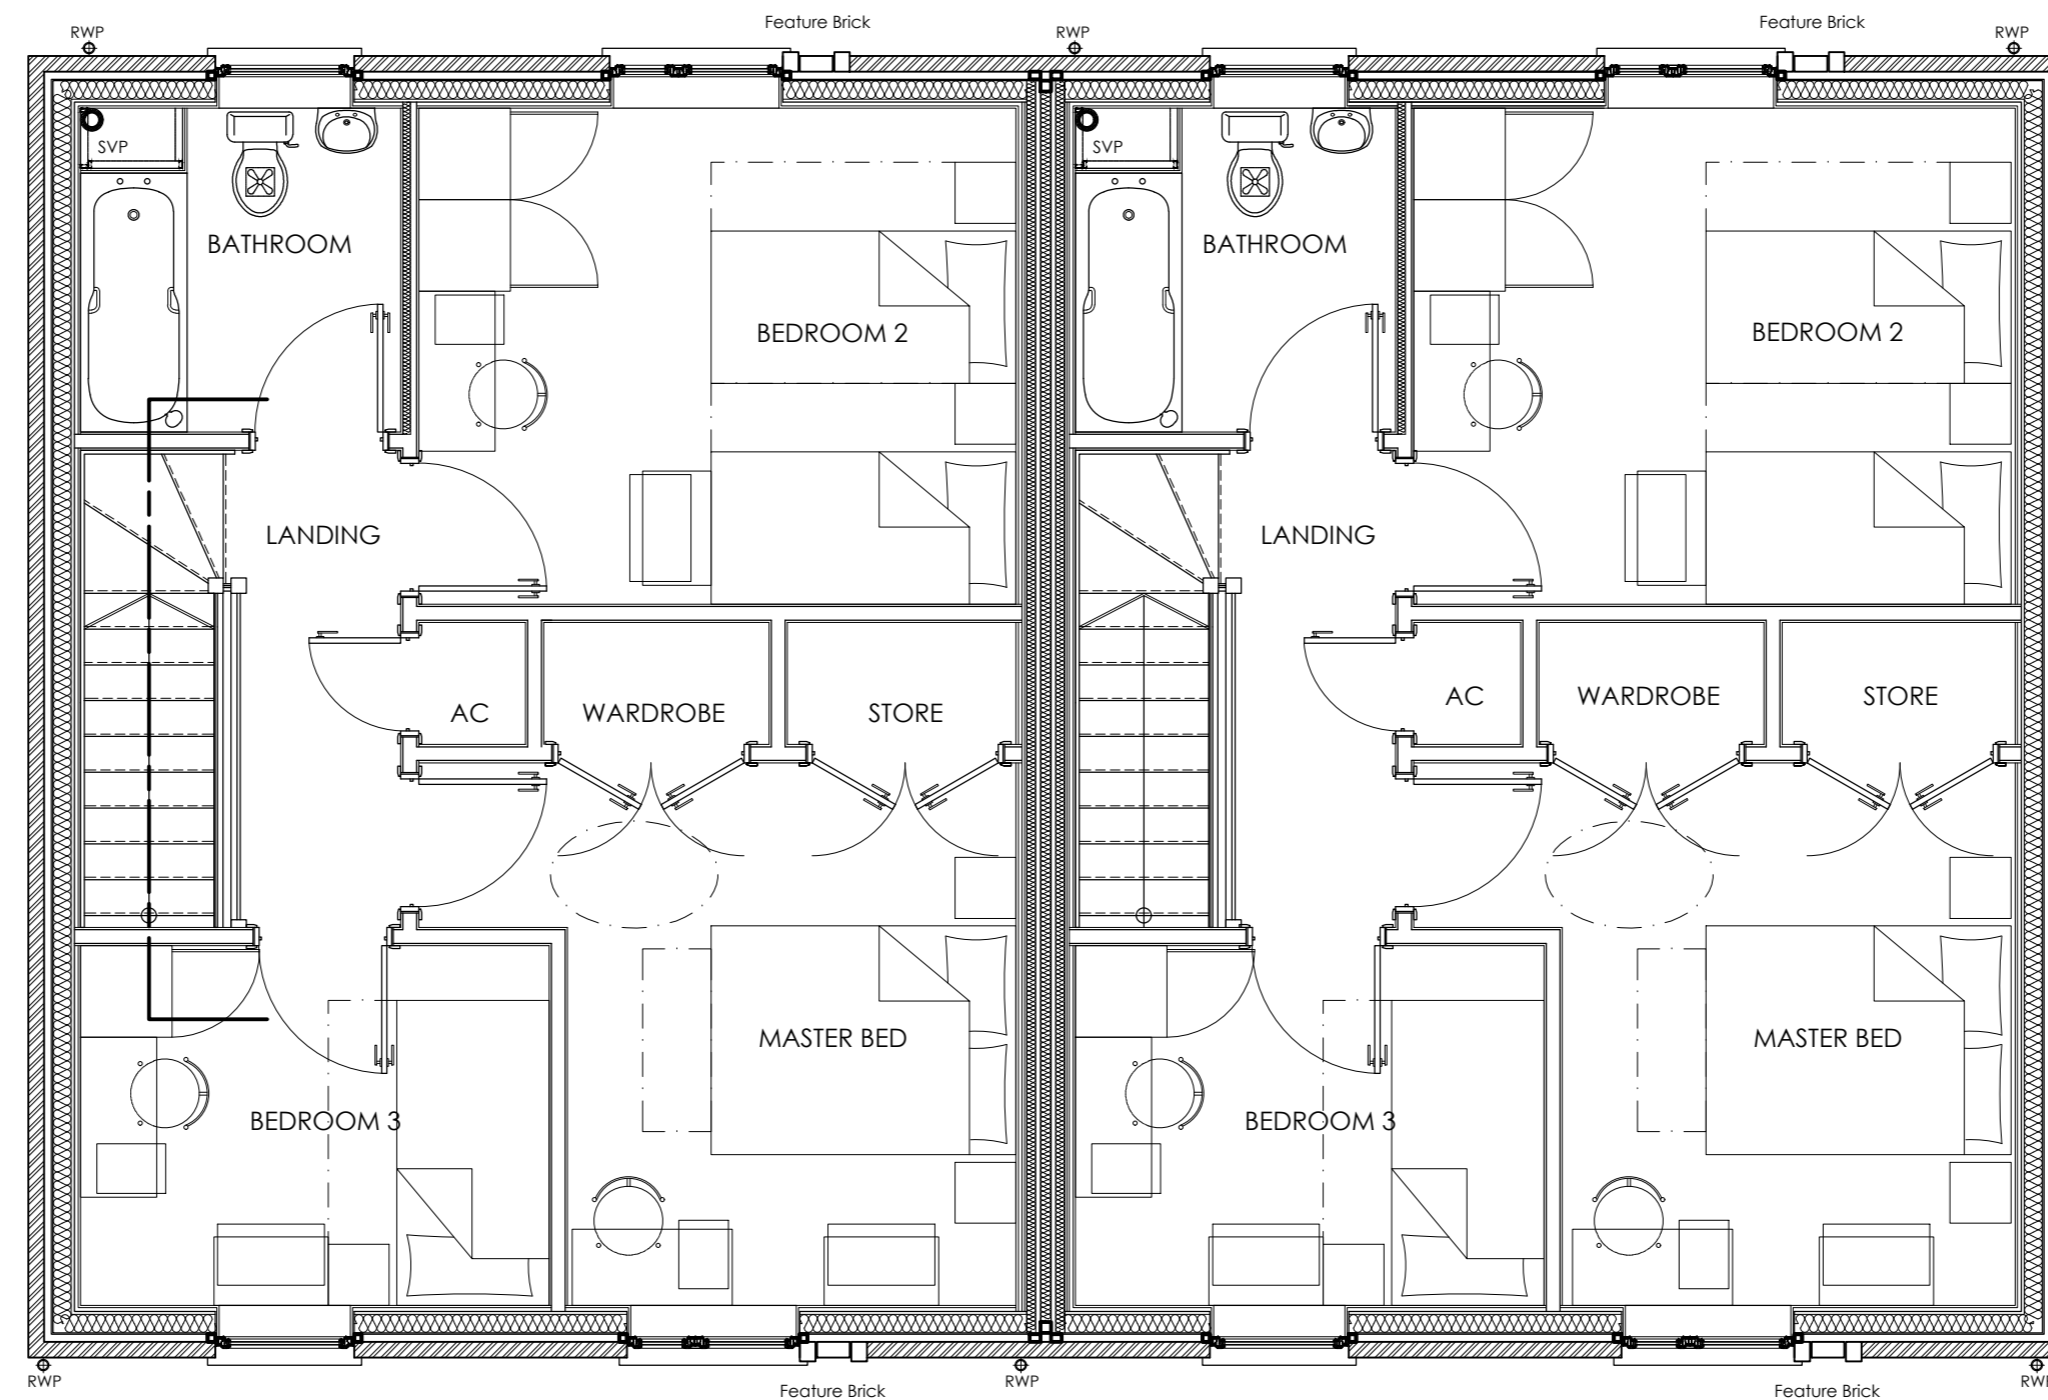 Feature Brick
Feature Brick
RWP
RWP
RWP
SVP
SVP
BATHROOM
BATHROOM
BEDROOM 2
BEDROOM 2
LANDING
LANDING
AC
WARDROBE
STORE
AC
WARDROBE
STORE
MASTER BED
MASTER BED
BEDROOM 3
BEDROOM 3
RWP
RWP
RWP
Feature Brick
Feature Brick